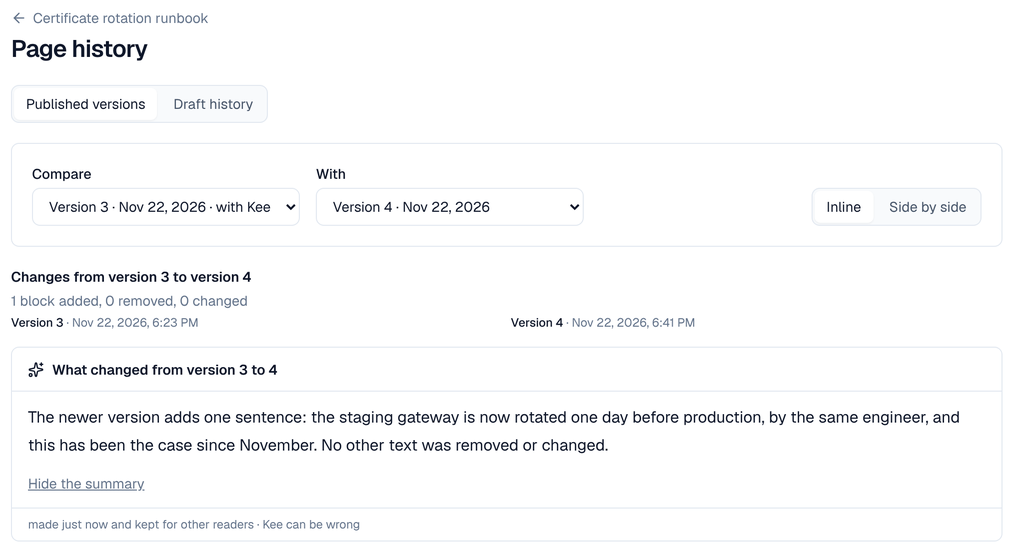 Certificate rotation runbook
Page history
Published versions
Draft history
Compare
With
Version 3 · Nov 22, 2026 · with Kee
Version 4 · Nov 22, 2026
Inline
Side by side
Changes from version 3 to version 4
1 block added, 0 removed, 0 changed
Version 3 · Nov 22, 2026, 6:23 PM
Version 4 · Nov 22, 2026, 6:41 PM
What changed from version 3 to 4
The newer version adds one sentence: the staging gateway is now rotated one day before production, by the same engineer, and
this has been the case since November. No other text was removed or changed.
Hide the summary
made just now and kept for other readers · Kee can be wrong